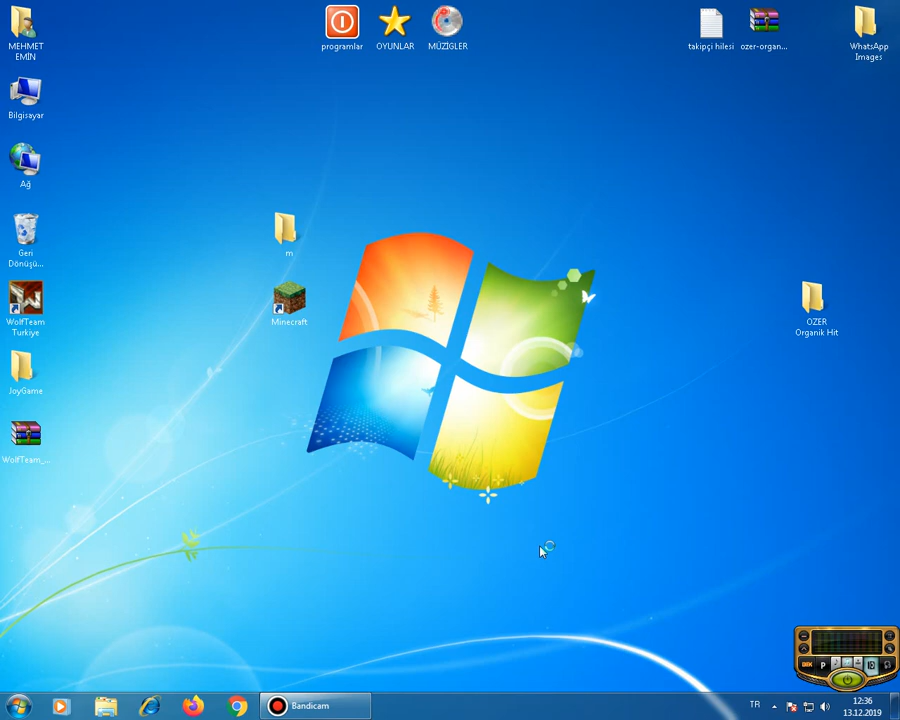 MEHMET
EMİN
programlar
OYUNLAR
MÜZİGLER
takipçi hilesi
ozer-organ...
WhatsApp
Images
Bilgisayar
Ağ
Geri
Dönüşü...
m
WolfTeam
Turkiye
Minecraft
OZER
Organik Hit
JoyGame
WolfTeam_...
Bandicam
TR
12:36
13.12.2019